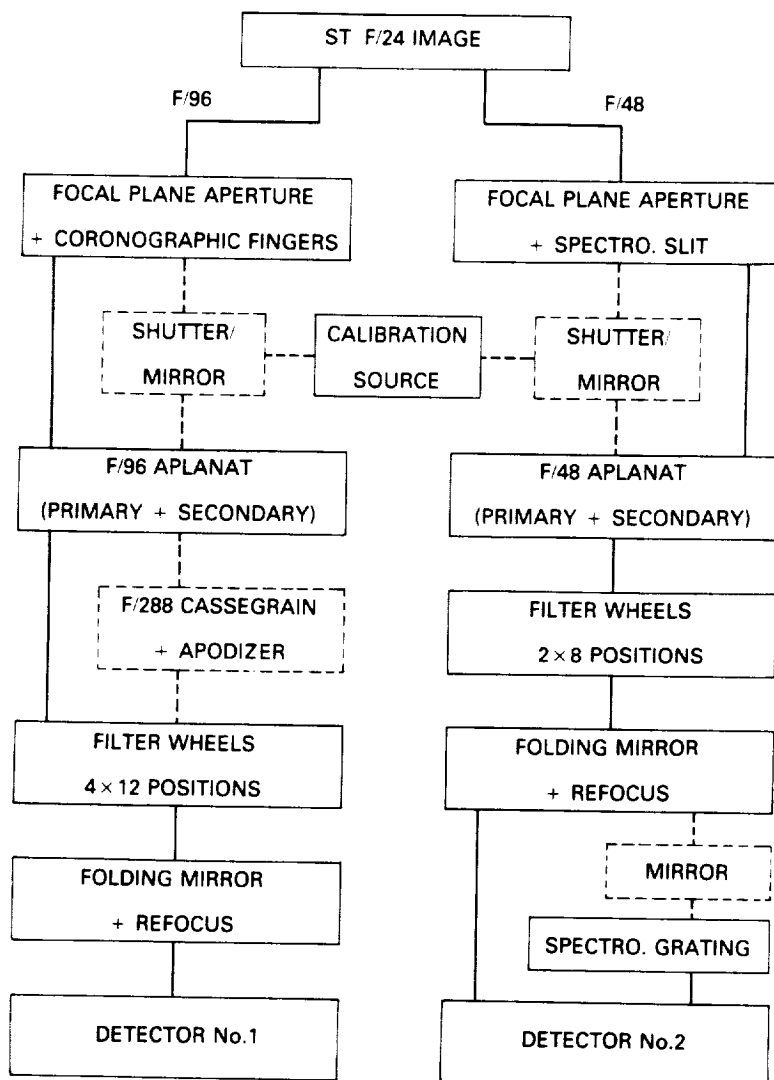 ST F/24 IMAGE
F/96
F/48
FOCAL PLANE APERTURE
+ CORONOGRAPHIC FINGERS
FOCAL PLANE APERTURE
+ SPECTRO. SLIT
SHUTTER/
MIRROR
CALIBRATION
SOURCE
SHUTTER/
MIRROR
F/96 APLANAT
(PRIMARY + SECONDARY)
F/48 APLANAT
(PRIMARY + SECONDARY)
F/288 CASSEGRAIN
+ APODIZER
FILTER WHEELS
2×8 POSITIONS
FILTER WHEELS
4×12 POSITIONS
FOLDING MIRROR
+ REFOCUS
FOLDING MIRROR
+ REFOCUS
MIRROR
SPECTRO. GRATING
DETECTOR No.1
DETECTOR No.2